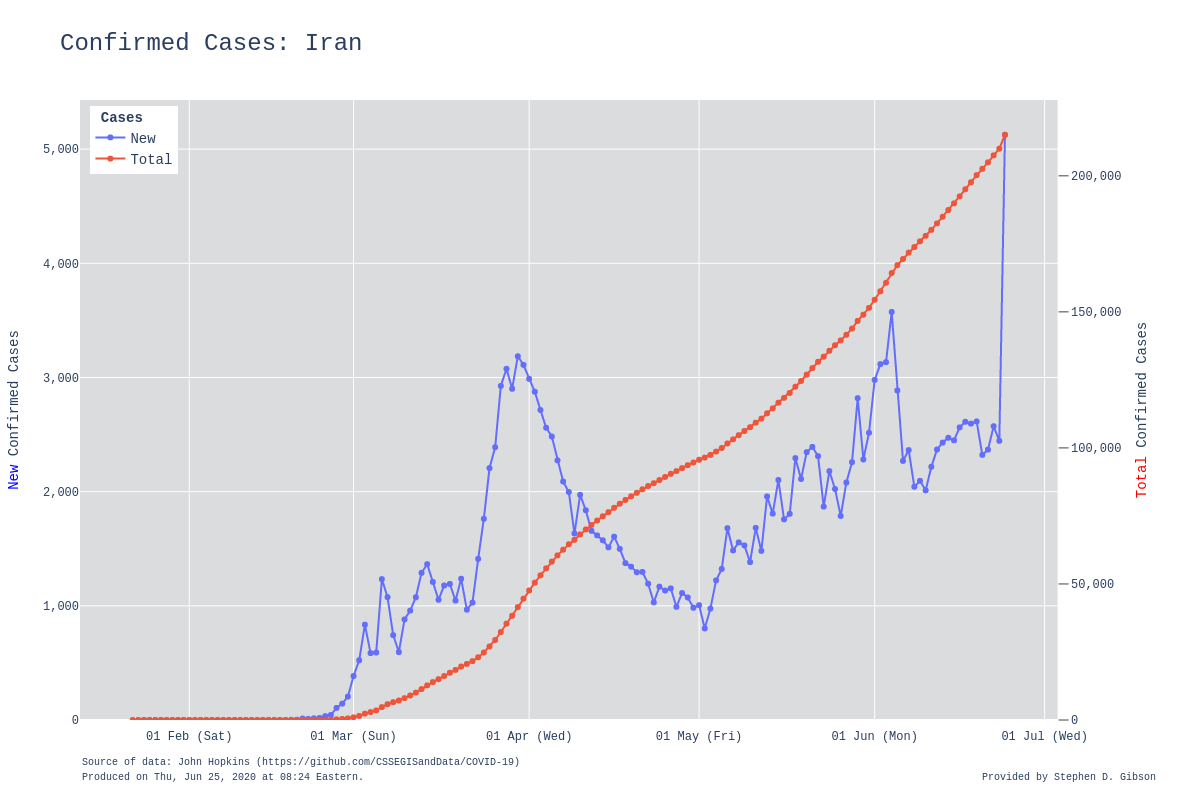 Confirmed Cases: Iran
Cases
New
Total
5,000
4,000
3,000
2,000
1,000
0
New Confirmed Cases
200,000
150,000
100,000
50,000
0
Total Confirmed Cases
01 Feb (Sat)
01 Mar (Sun)
01 Apr (Wed)
01 May (Fri)
01 Jun (Mon)
01 Jul (Wed)
Source of data: John Hopkins (https://github.com/CSSEGISandData/COVID-19)
Produced on Thu, Jun 25, 2020 at 08:24 Eastern.
Provided by Stephen D. Gibson